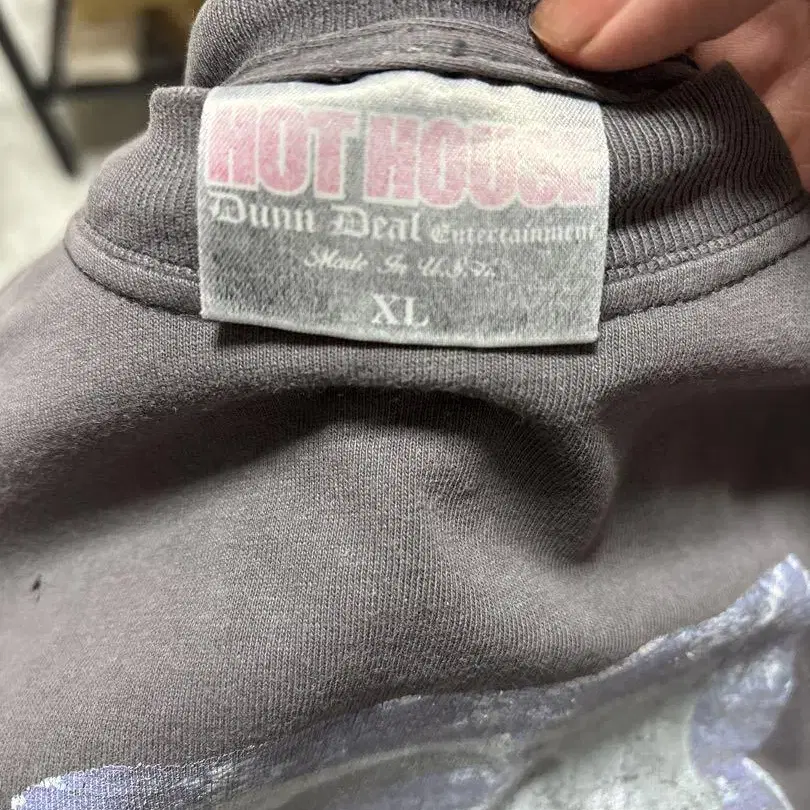 HOT HOUSE
Dunn Deal Entertainment
Made In U.S.A.
XL